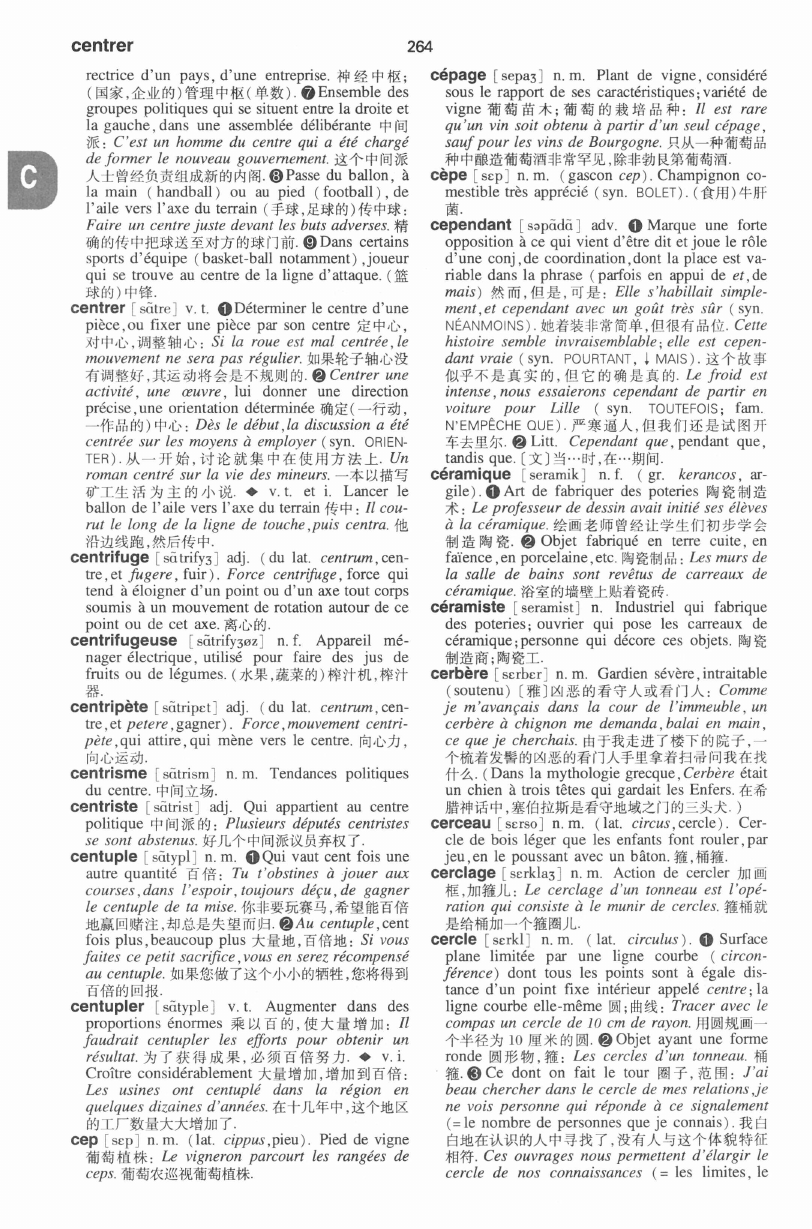 centrer
264
rectrice d'un pays, d'une entreprise. 神经中枢;
(国家,企业的)管理中枢(单数). ❼Ensemble des
groupes politiques qui se situent entre la droite et
la gauche, dans une assemblée délibérante 中间
派: C'est un homme du centre qui a été chargé
de former le nouveau gouvernement. 这个中间派
人士曾经负责组成新的内阁. ❽Passe du ballon, à
la main (handball) ou au pied (football), de
l'aile vers l'axe du terrain (手球,足球的)传中球:
Faire un centre juste devant les buts adverses. 精
确的传中把球送至对方的球门前. ❾Dans certains
sports d'équipe (basket-ball notamment), joueur
qui se trouve au centre de la ligne d'attaque. (篮
球的)中锋.
C
centrer [sɑ̃tre] v. t. ❶Déterminer le centre d'une
pièce, ou fixer une pièce par son centre 定中心,
对中心,调整轴心: Si la roue est mal centrée, le
mouvement ne sera pas régulier. 如果轮子轴心没
有调整好,其运动将会是不规则的. ❷ Centrer une
activité, une œuvre, lui donner une direction
précise, une orientation déterminée 确定(一行动,
一作品的)中心: Dès le début, la discussion a été
centrée sur les moyens à employer (syn. ORIEN-
TER). 从一开始,讨论就集中在使用方法上. Un
roman centré sur la vie des mineurs. 一本以描写
矿工生活为主的小说. ◆ v. t. et i. Lancer le
ballon de l'aile vers l'axe du terrain 传中: Il cou-
rut le long de la ligne de touche, puis centra. 他
沿边线跑,然后传中.
centrifuge [sɑ̃trifyʒ] adj. (du lat. centrum, cen-
tre, et fugere, fuir). Force centrifuge, force qui
tend à éloigner d'un point ou d'un axe tout corps
soumis à un mouvement de rotation autour de ce
point ou de cet axe. 离心的.
centrifugeuse [sɑ̃trifyʒøz] n. f. Appareil mé-
nager électrique, utilisé pour faire des jus de
fruits ou de légumes. (水果,蔬菜的)榨汁机,榨汁
器.
centripète [sɑ̃tripɛt] adj. (du lat. centrum, cen-
tre, et petere, gagner). Force, mouvement centri-
pète, qui attire, qui mène vers le centre. 向心力,
向心运动.
centrisme [sɑ̃trism] n. m. Tendances politiques
du centre. 中间立场.
centriste [sɑ̃trist] adj. Qui appartient au centre
politique 中间派的: Plusieurs députés centristes
se sont abstenus. 好几个中间派议员弃权了.
centuple [sɑ̃typl] n. m. ❶Qui vaut cent fois une
autre quantité 百倍: Tu t'obstines à jouer aux
courses, dans l'espoir, toujours déçu, de gagner
le centuple de ta mise. 你非要玩赛马,希望能百倍
地赢回赌注,却总是失望而归. ❷Au centuple, cent
fois plus, beaucoup plus 大量地,百倍地: Si vous
faites ce petit sacrifice, vous en serez récompensé
au centuple. 如果您做了这个小小的牺牲,您将得到
百倍的回报.
centupler [sɑ̃typle] v. t. Augmenter dans des
proportions énormes 乘以百的,使大量增加: Il
faudrait centupler les efforts pour obtenir un
résultat. 为了获得成果,必须百倍努力. ◆ v. i.
Croître considérablement 大量增加,增加到百倍:
Les usines ont centuplé dans la région en
quelques dizaines d'années. 在十几年中,这个地区
的工厂数量大大增加了.
cep [sɛp] n. m. (lat. cippus, pieu). Pied de vigne
葡萄植株: Le vigneron parcourt les rangées de
ceps. 葡萄农巡视葡萄植株.
cépage [sepaʒ] n. m. Plant de vigne, considéré
sous le rapport de ses caractéristiques; variété de
vigne 葡萄苗木;葡萄的栽培品种: Il est rare
qu'un vin soit obtenu à partir d'un seul cépage,
sauf pour les vins de Bourgogne. 只从一种葡萄品
种中酿造葡萄酒非常罕见,除非勃艮第葡萄酒.
cèpe [sɛp] n. m. (gascon cep). Champignon co-
mestible très apprécié (syn. BOLET). (食用)牛肝
菌.
cependant [səpɑ̃dɑ̃] adv. ❶ Marque une forte
opposition à ce qui vient d'être dit et joue le rôle
d'une conj, de coordination, dont la place est va-
riable dans la phrase (parfois en appui de et, de
mais) 然而,但是,可是: Elle s'habillait simple-
ment, et cependant avec un goût très sûr (syn.
NÉANMOINS). 她着装非常简单,但很有品位. Cette
histoire semble invraisemblable; elle est cepen-
dant vraie (syn. POURTANT, ↓ MAIS). 这个故事
似乎不是真实的,但它的确是真的. Le froid est
intense, nous essaierons cependant de partir en
voiture pour Lille (syn. TOUTEFOIS; fam.
N'EMPÊCHE QUE). 严寒逼人,但我们还是试图开
车去里尔. ❷ Litt. Cependant que, pendant que,
tandis que. [文]当…时,在…期间.
céramique [seramik] n. f. (gr. kerancos, ar-
gile). ❶Art de fabriquer des poteries 陶瓷制造
术: Le professeur de dessin avait initié ses élèves
à la céramique. 绘画老师曾经让学生们初步学会
制造陶瓷. ❷ Objet fabriqué en terre cuite, en
faïence, en porcelaine, etc. 陶瓷制品: Les murs de
la salle de bains sont revêtus de carreaux de
céramique. 浴室的墙壁上贴着瓷砖.
céramiste [seramist] n. Industriel qui fabrique
des poteries; ouvrier qui pose les carreaux de
céramique; personne qui décore ces objets. 陶瓷
制造商;陶瓷工.
cerbère [sɛrbɛr] n. m. Gardien sévère, intraitable
(soutenu) [雅]凶恶的看守人或看门人: Comme
je m'avançais dans la cour de l'immeuble, un
cerbère à chignon me demanda, balai en main,
ce que je cherchais. 由于我走进了楼下的院子,一
个梳着发髻的凶恶的看门人手里拿着扫帚问我在找
什么. (Dans la mythologie grecque, Cerbère était
un chien à trois têtes qui gardait les Enfers. 在希
腊神话中,塞伯拉斯是看守地域之门的三头犬.)
cerceau [sɛrso] n. m. (lat. circus, cercle). Cer-
cle de bois léger que les enfants font rouler, par
jeu, en le poussant avec un bâton. 箍,桶箍.
cerclage [sɛrklaʒ] n. m. Action de cercler 加画
框,加箍儿: Le cerclage d'un tonneau est l'opé-
ration qui consiste à le munir de cercles. 箍桶就
是给桶加一个箍圈儿.
cercle [sɛrkl] n. m. (lat. circulus). ❶ Surface
plane limitée par une ligne courbe (circon-
férence) dont tous les points sont à égale dis-
tance d'un point fixe intérieur appelé centre; la
ligne courbe elle-même 圆;曲线: Tracer avec le
compas un cercle de 10 cm de rayon. 用圆规画一
个半径为 10 厘米的圆. ❷Objet ayant une forme
ronde 圆形物,箍: Les cercles d'un tonneau. 桶
箍. ❸ Ce dont on fait le tour 圈子,范围: J'ai
beau chercher dans le cercle de mes relations, je
ne vois personne qui réponde à ce signalement
(= le nombre de personnes que je connais). 我白
白地在认识的人中寻找了,没有人与这个体貌特征
相符. Ces ouvrages nous permettent d'élargir le
cercle de nos connaissances (= les limites, le